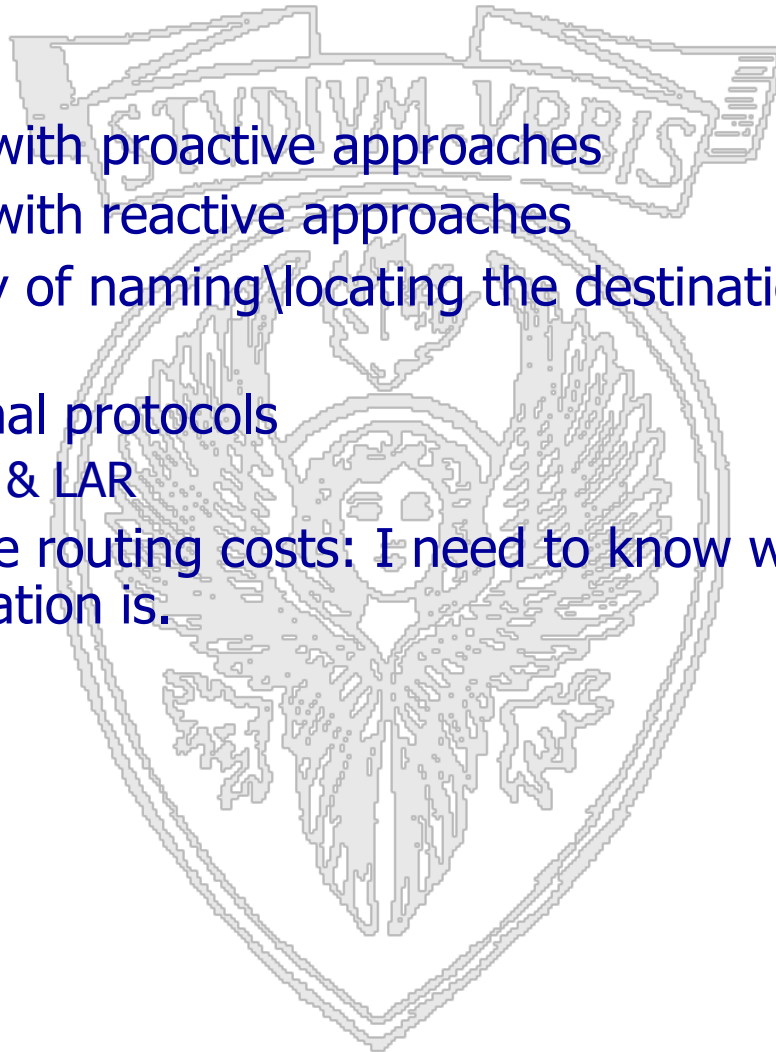 STVDIVM VRBIS
with proactive approaches
with reactive approaches
of naming\locating the
nal protocols
& LAR
routing costs: I need to know
ation is.